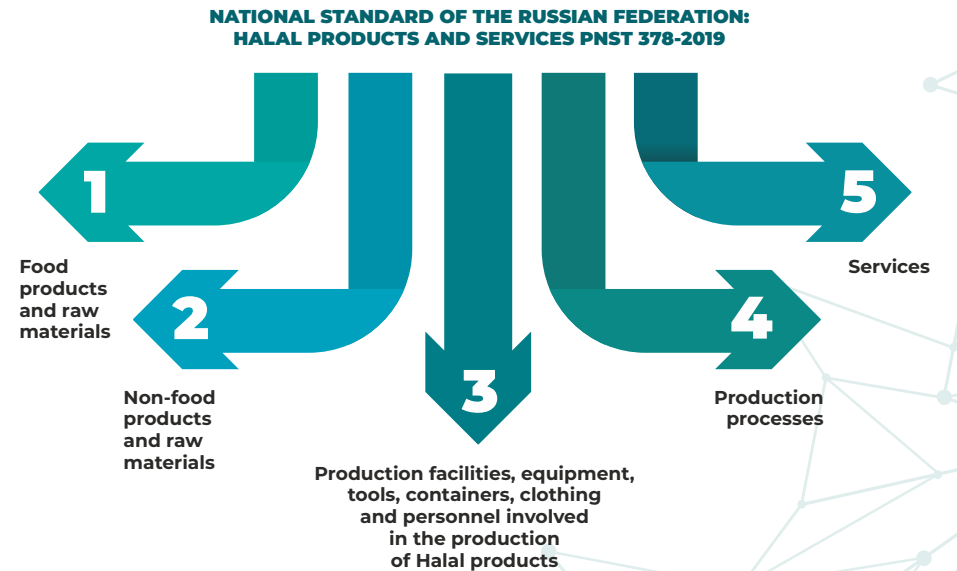 NATIONAL STANDARD OF THE RUSSIAN FEDERATION:
HALAL PRODUCTS AND SERVICES PNST 378-2019
1
Food
products
and raw
materials
2
Non-food
products
and raw
materials
3
Production facilities, equipment,
tools, containers, clothing
and personnel involved
in the production
of Halal products
4
Production
processes
5
Services